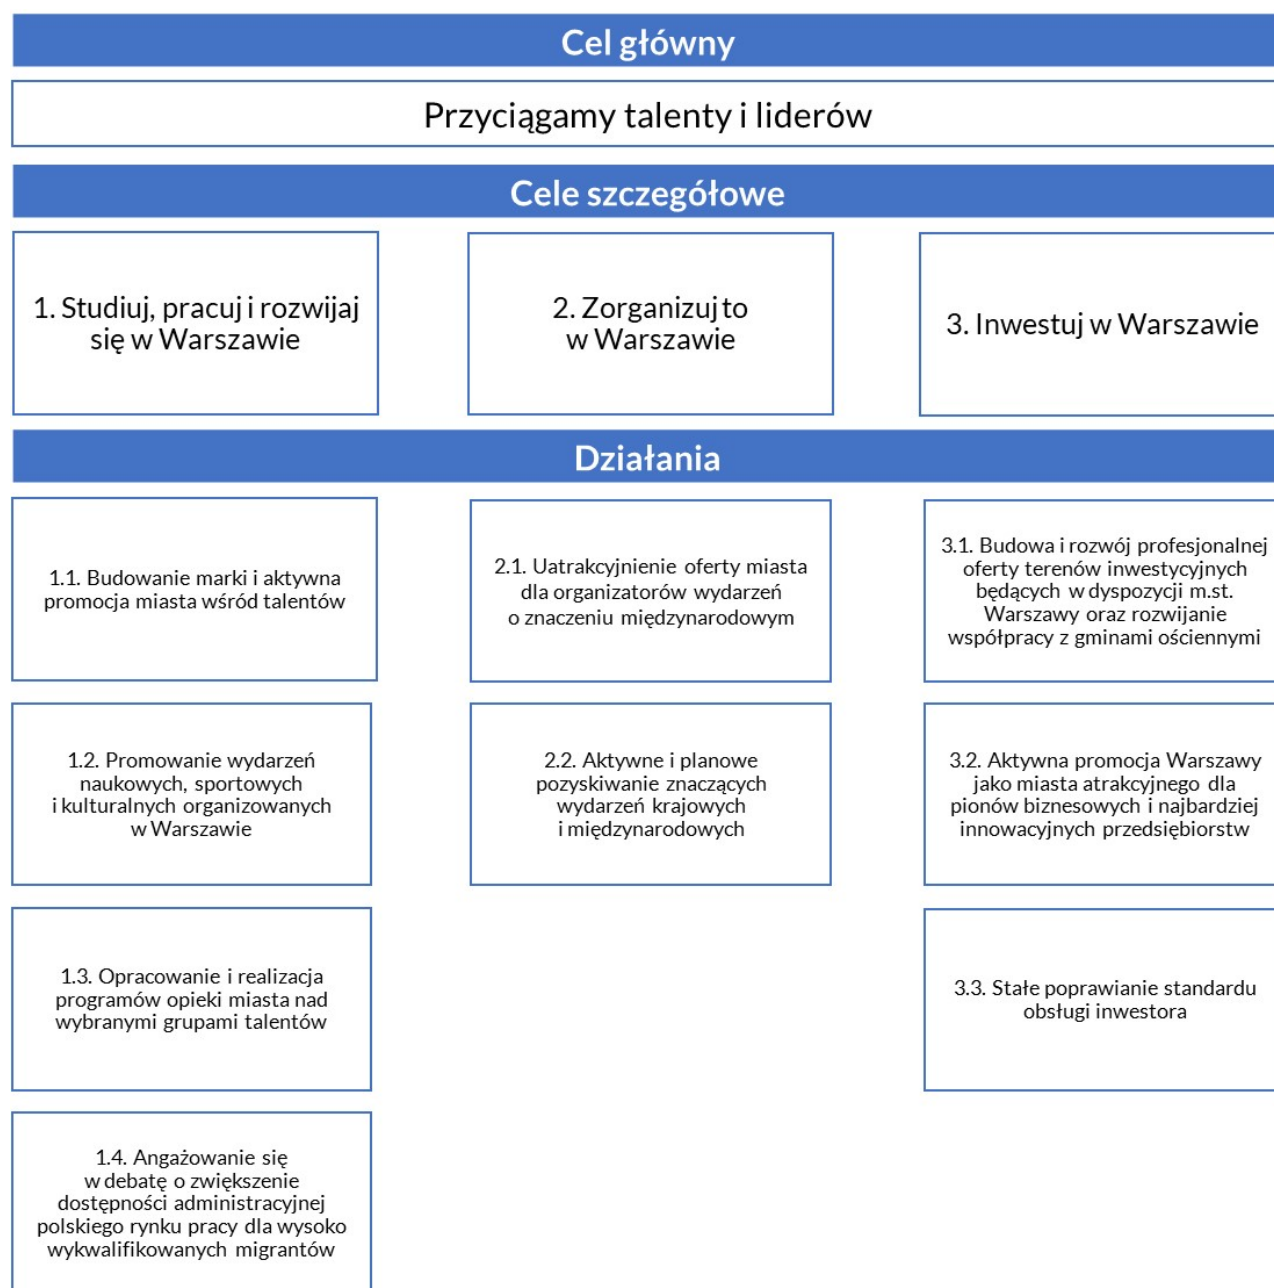 Cel główny
Przyciągamy talenty i liderów
Cele szczegółowe
1. Studiuj, pracuj i rozwijaj
się w Warszawie
2. Zorganizuj to
w Warszawie
3. Inwestuj w Warszawie
Działania
1.1. Budowanie marki i aktywna
promocja miasta wśród talentów
2.1. Uatrakcyjnienie oferty miasta
dla organizatorów wydarzeń
o znaczeniu międzynarodowym
3.1. Budowa i rozwój profesjonalnej
oferty terenów inwestycyjnych
będących w dyspozycji m.st.
Warszawy oraz rozwijanie
współpracy z gminami ościennymi
1.2. Promowanie wydarzeń
naukowych, sportowych
i kulturalnych organizowanych
w Warszawie
2.2. Aktywne i planowe
pozyskiwanie znaczących
wydarzeń krajowych
i międzynarodowych
3.2. Aktywna promocja Warszawy
jako miasta atrakcyjnego dla
pionów biznesowych i najbardziej
innowacyjnych przedsiębiorstw
1.3. Opracowanie i realizacja
programów opieki miasta nad
wybranymi grupami talentów
3.3. Stałe poprawianie standardu
obsługi inwestora
1.4. Angażowanie się
w debatę o zwiększenie
dostępności administracyjnej
polskiego rynku pracy dla wysoko
wykwalifikowanych migrantów